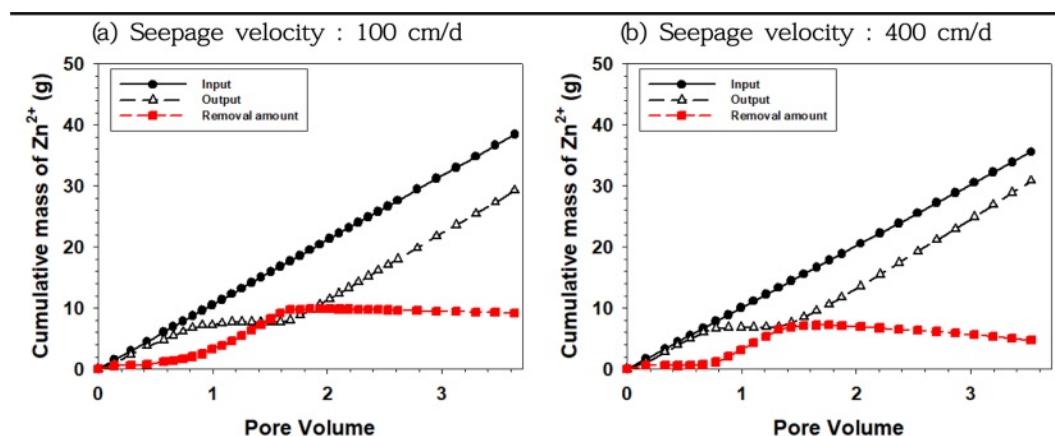 (a) Seepage velocity : 100 cm/d
(b) Seepage velocity : 400 cm/d
Cumulative mass of Zn²⁺ (g)
50
40
30
20
10
0
Input
Output
Removal amount
0 1 2 3
Pore Volume
Cumulative mass of Zn²⁺ (g)
50
40
30
20
10
0
Input
Output
Removal amount
0 1 2 3
Pore Volume